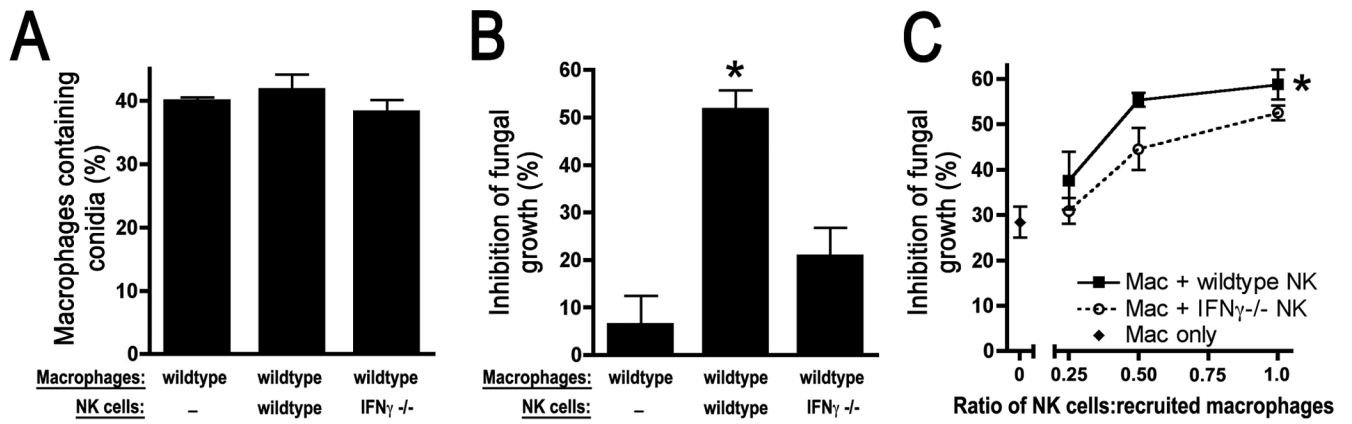 A
Macrophages containing
conidia (%)
40
30
20
10
0
Macrophages: wildtype wildtype wildtype
NK cells: – wildtype IFNγ -/-
B
Inhibition of fungal
growth (%)
60
50
40
30
20
10
0
*
Macrophages: wildtype wildtype wildtype
NK cells: – wildtype IFNγ -/-
C
Inhibition of fungal
growth (%)
60
50
40
30
20
10
0
*
Mac + wildtype NK
Mac + IFNγ-/- NK
Mac only
0 0.25 0.50 0.75 1.0
Ratio of NK cells:recruited macrophages